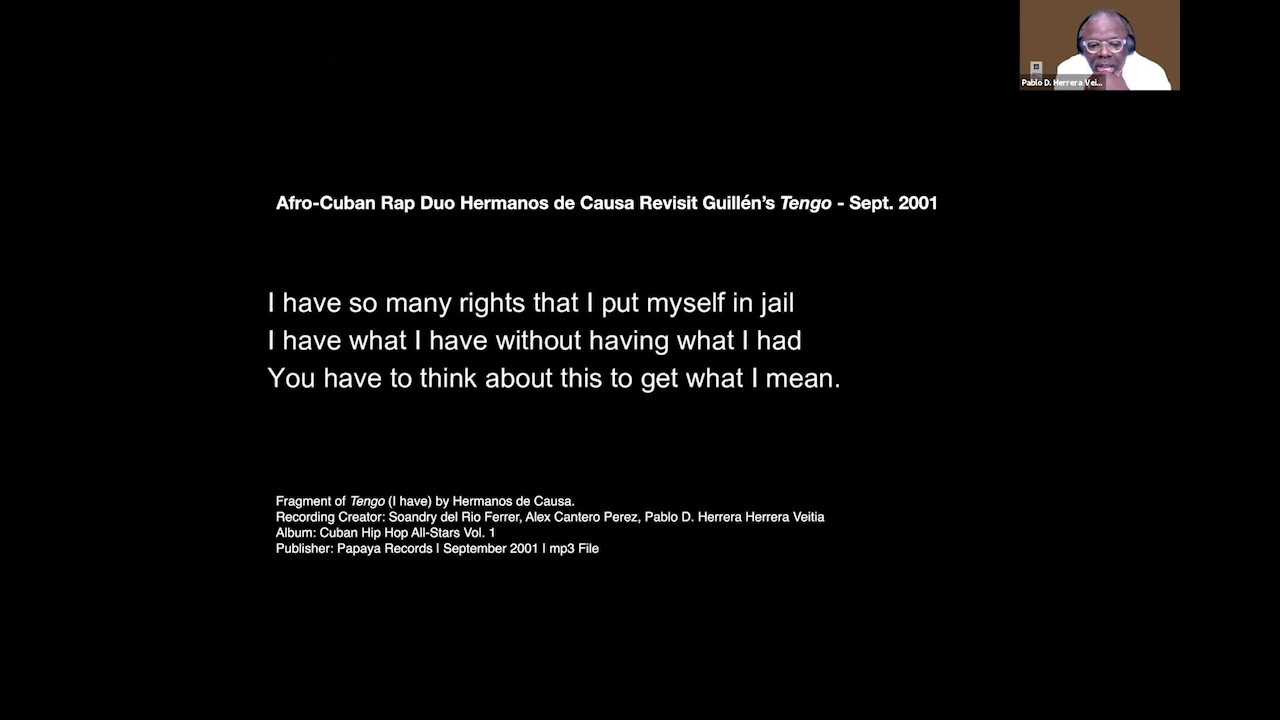 Pablo D. Herrera Vei...
Afro-Cuban Rap Duo Hermanos de Causa Revisit Guillén's Tengo - Sept. 2001
I have so many rights that I put myself in jail
I have what I have without having what I had
You have to think about this to get what I mean.
Fragment of Tengo (I have) by Hermanos de Causa.
Recording Creator: Soandry del Rio Ferrer, Alex Cantero Perez, Pablo D. Herrera Herrera Veitia
Album: Cuban Hip Hop All-Stars Vol. 1
Publisher: Papaya Records I September 2001 I mp3 File